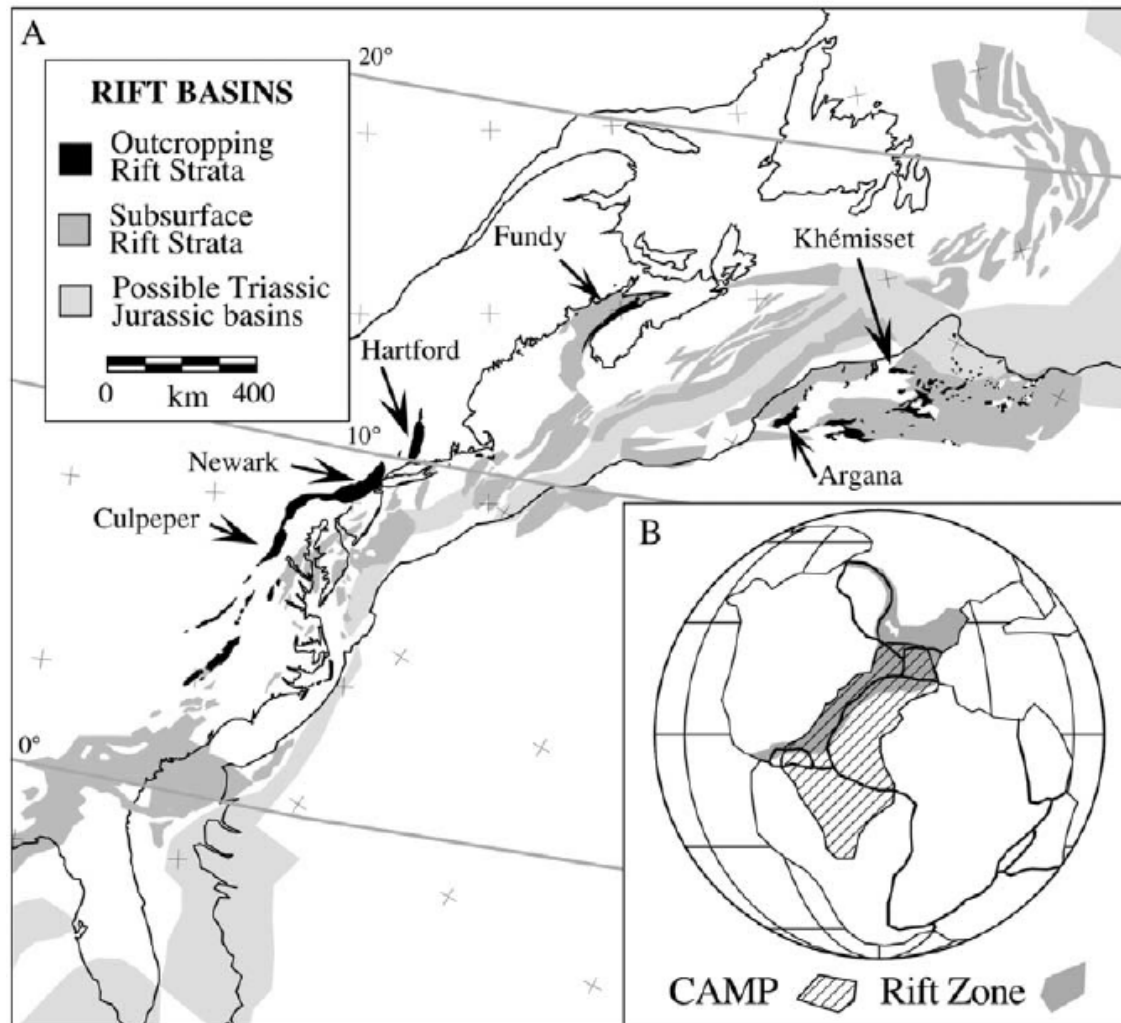 A
20°
RIFT BASINS
Outcropping
Rift Strata
Subsurface
Rift Strata
Possible Triassic
Jurassic basins
0 km 400
Fundy
Khémisset
Hartford
10°
Newark
Argana
Culpeper
B
0°
CAMP
Rift Zone